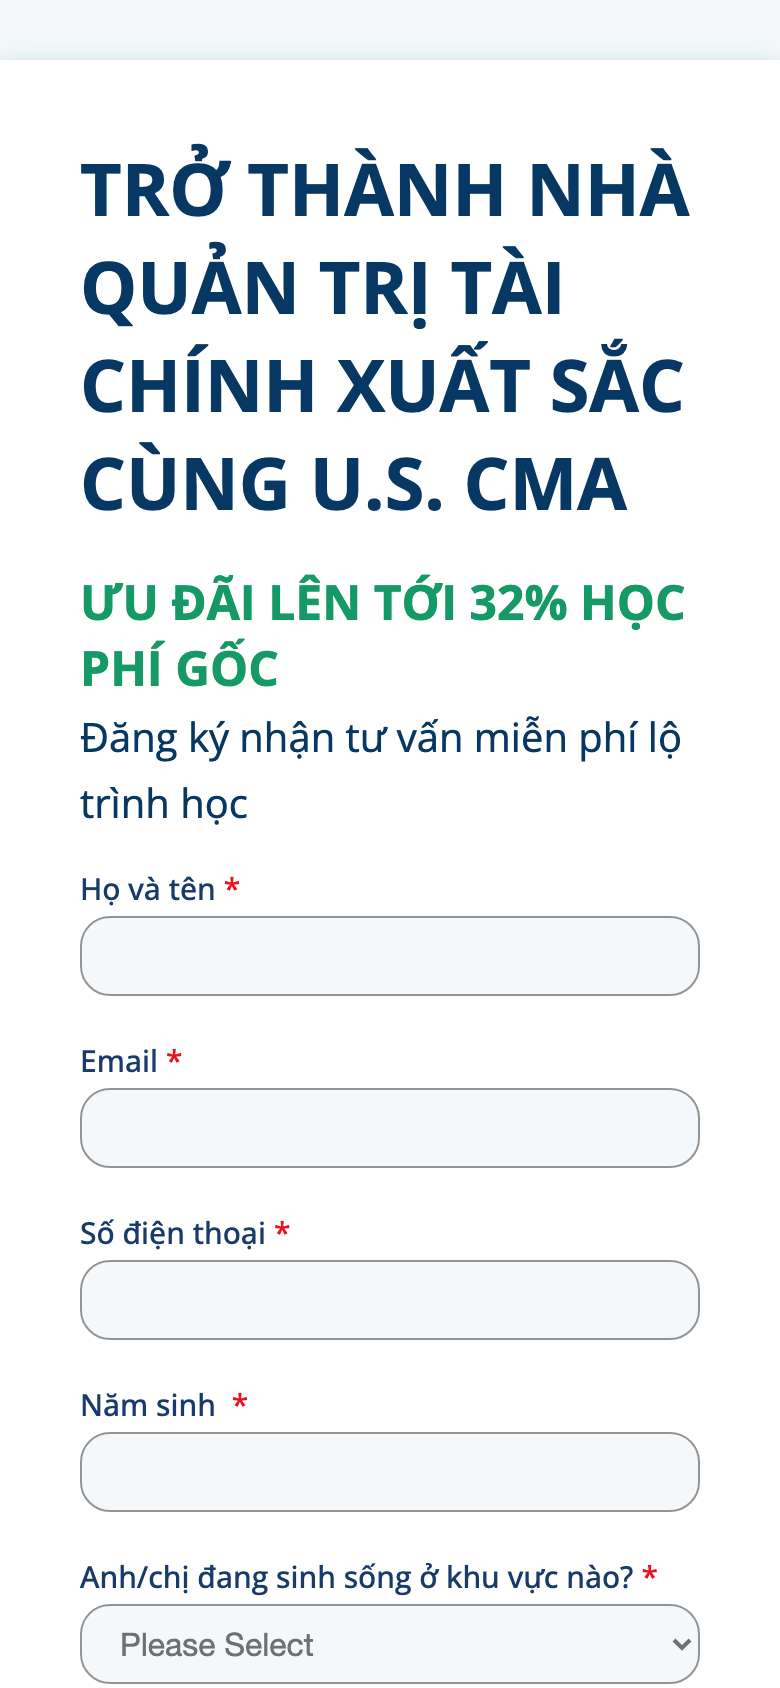 TRỞ THÀNH NHÀ
QUẢN TRỊ TÀI
CHÍNH XUẤT SẮC
CÙNG U.S. CMA
ƯU ĐÃI LÊN TỚI 32% HỌC
PHÍ GỐC
Đăng ký nhận tư vấn miễn phí lộ
trình học
Họ và tên *
Email *
Số điện thoại *
Năm sinh *
Anh/chị đang sinh sống ở khu vực nào? *
Please Select